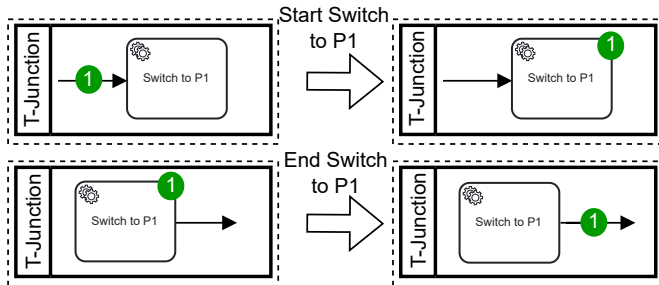 Start Switch
to P1
T-Junction
1
Switch to P1
T-Junction
Switch to P1
1
End Switch
to P1
T-Junction
Switch to P1
1
T-Junction
Switch to P1
1